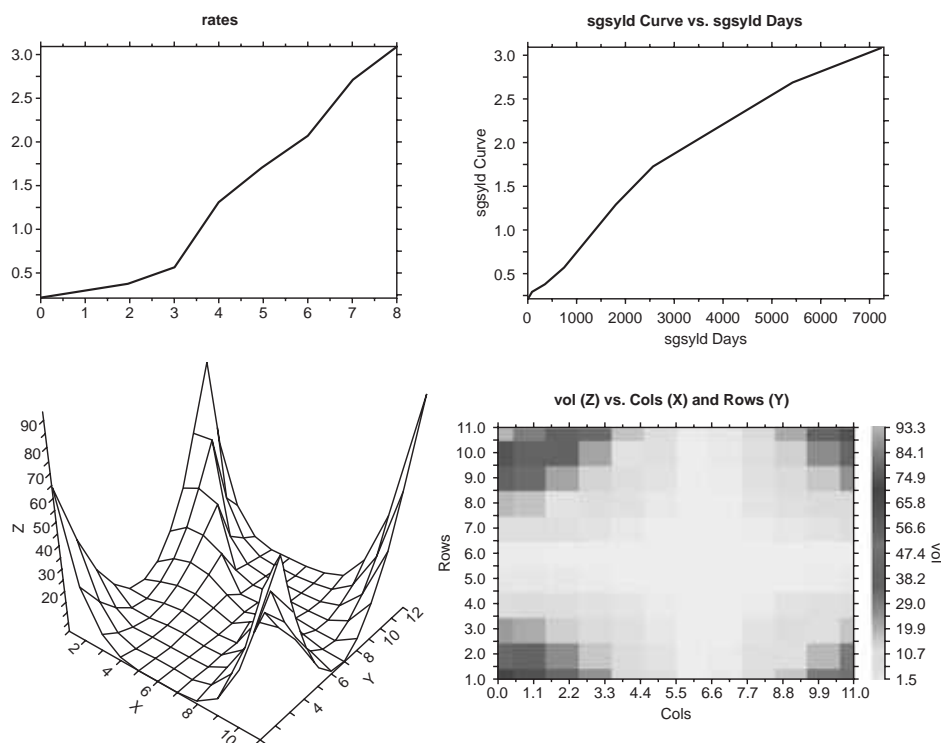 rates
3.0
2.0
1.5
1.0
0.5
0 1 2 3 4 5 6 7 8
sgsyld Curve vs. sgsyld Days
sgsyld Curve
3.0
2.5
2.0
1.5
1.0
0.5
0 1000 2000 3000 4000 5000 6000 7000
sgsyld Days
Z
90
80
70
60
50
40
30
20
2 4 6 8 10
X
4 6 8 10 12
Y
vol (Z) vs. Cols (X) and Rows (Y)
Rows
11.0
10.0
9.0
8.0
7.0
6.0
5.0
4.0
3.0
2.0
1.0
0.0 1.1 2.2 3.3 4.4 5.5 6.6 7.7 8.8 9.9 11.0
Cols
93.3
84.1
74.9
65.8
56.6
47.4
38.2
29.0
19.9
10.7
1.5
vol